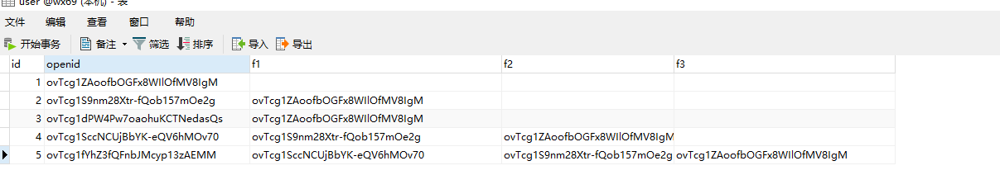 user @wx69 (本机) - 表
文件 编辑 查看 窗口 帮助
开始事务 备注 筛选 排序 导入 导出
id openid f1 f2 f3
1 ovTcg1ZAoofbOGFx8WIlOfMV8IgM
2 ovTcg1S9nm28Xtr-fQob157mOe2g ovTcg1ZAoofbOGFx8WIlOfMV8IgM
3 ovTcg1dPW4Pw7oaohuKCTNedasQs ovTcg1ZAoofbOGFx8WIlOfMV8IgM
4 ovTcg1SccNCUjBbYK-eQV6hMOv70 ovTcg1S9nm28Xtr-fQob157mOe2g ovTcg1ZAoofbOGFx8WIlOfMV8IgM
5 ovTcg1fYhZ3fQFnbJMcyp13zAEMM ovTcg1SccNCUjBbYK-eQV6hMOv70 ovTcg1S9nm28Xtr-fQob157mOe2g ovTcg1ZAoofbOGFx8WIlOfMV8IgM